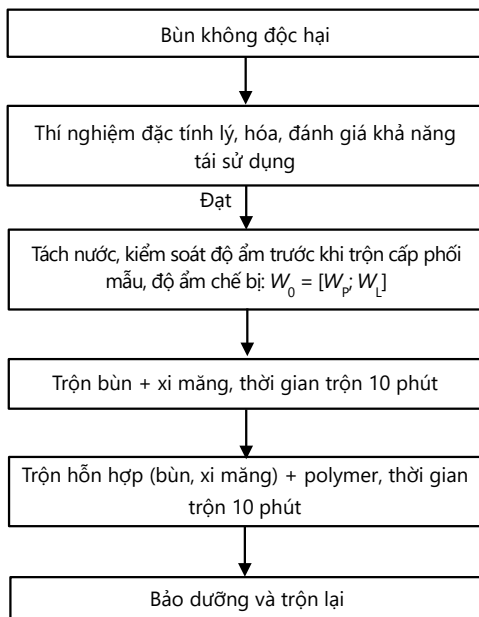 Bùn không độc hại
Thí nghiệm đặc tính lý, hóa, đánh giá khả năng
tái sử dụng
Đạt
Tách nước, kiểm soát độ ẩm trước khi trộn cấp phối
mẫu, độ ẩm chế bị: W₀ = [Wₚ; W_L]
Trộn bùn + xi măng, thời gian trộn 10 phút
Trộn hỗn hợp (bùn, xi măng) + polymer, thời gian
trộn 10 phút
Bảo dưỡng và trộn lại